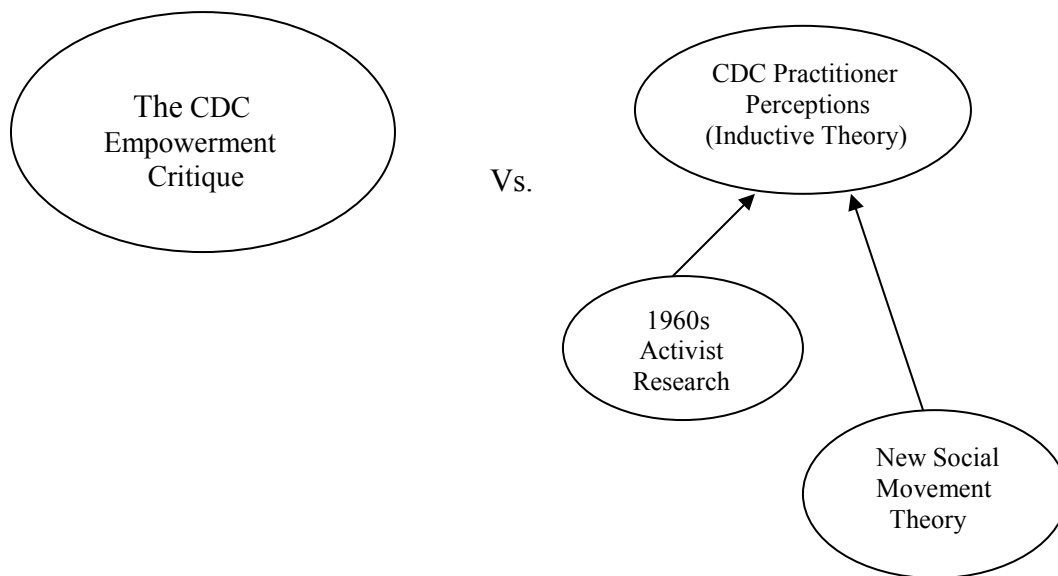 The CDC
Empowerment
Critique
Vs.
CDC Practitioner
Perceptions
(Inductive Theory)
1960s
Activist
Research
New Social
Movement
Theory